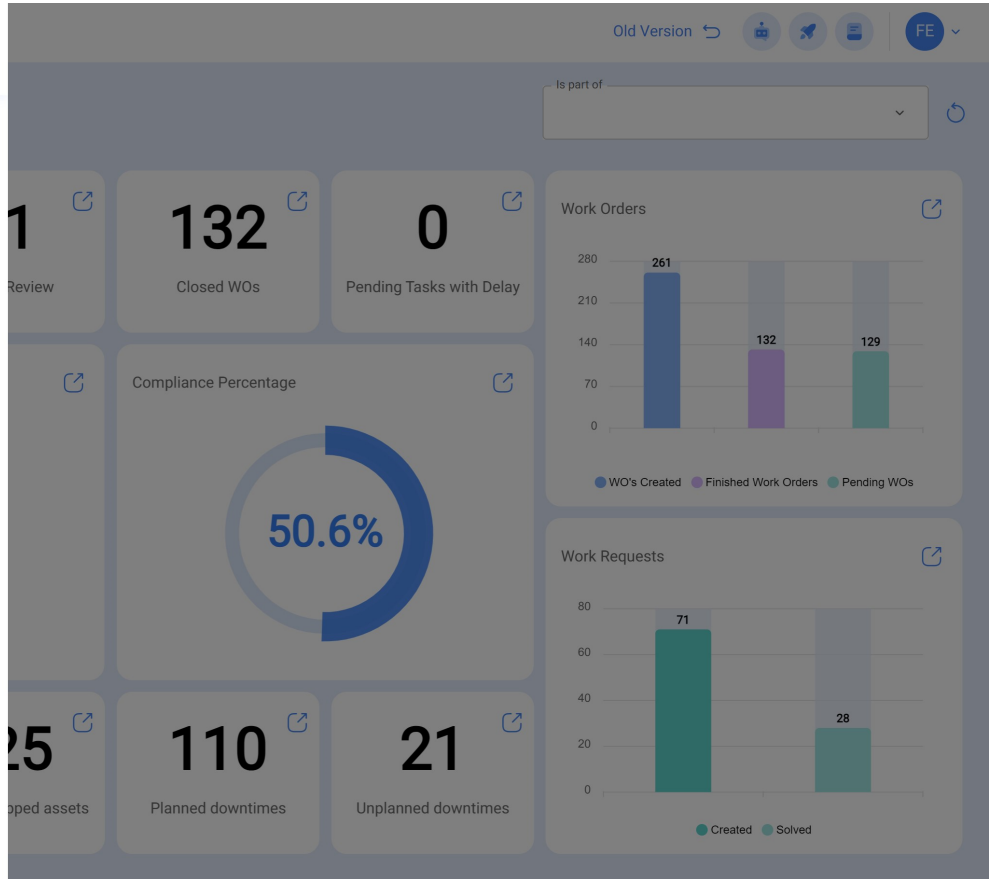 Old Version
FE
Is part of
1
Review
132
Closed WOs
0
Pending Tasks with Delay
Work Orders
280
210
140
70
0
261
132
129
WO's Created Finished Work Orders Pending WOs
Compliance Percentage
50.6%
Work Requests
80
60
40
20
0
71
28
Created Solved
25
pped assets
110
Planned downtimes
21
Unplanned downtimes